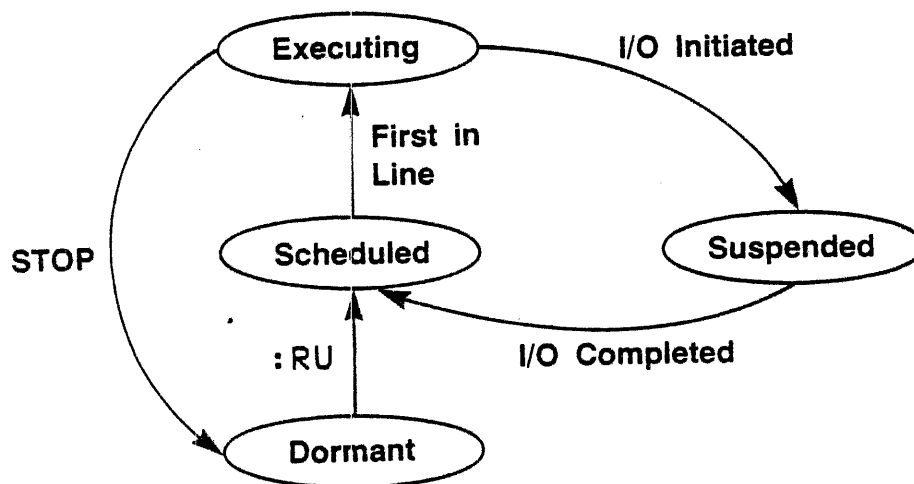 Executing
I/O Initiated
First in
Line
STOP
Scheduled
Suspended
:RU
I/O Completed
Dormant